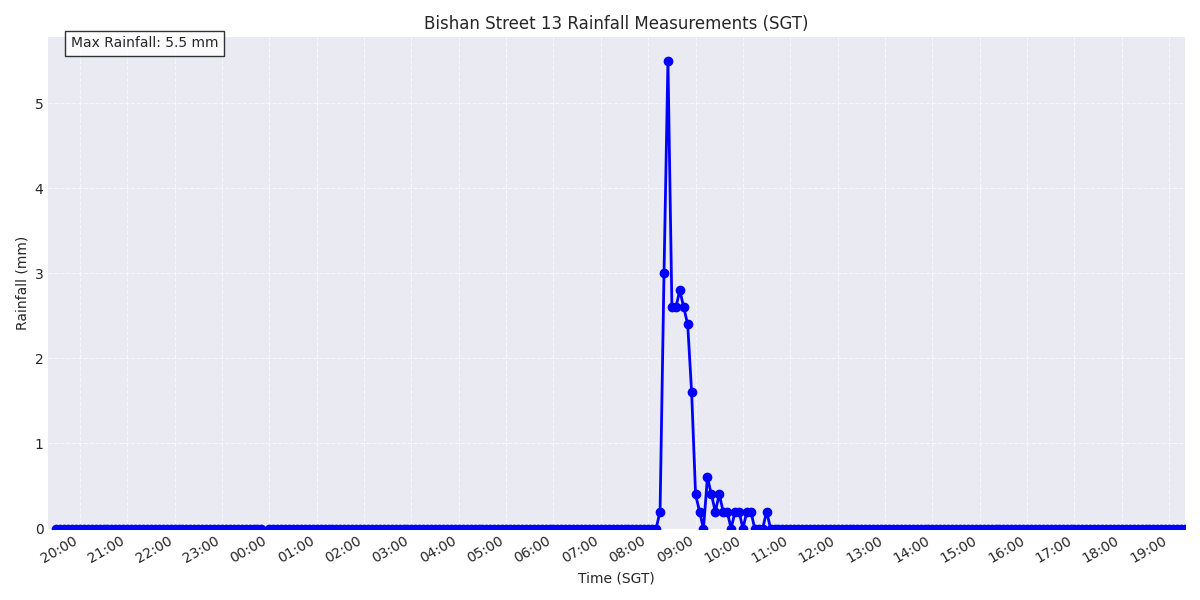 Bishan Street 13 Rainfall Measurements (SGT)
Max Rainfall: 5.5 mm
Rainfall (mm)
5
4
3
2
1
0
20:00 21:00 22:00 23:00 00:00 01:00 02:00 03:00 04:00 05:00 06:00 07:00 08:00 09:00 10:00 11:00 12:00 13:00 14:00 15:00 16:00 17:00 18:00 19:00
Time (SGT)